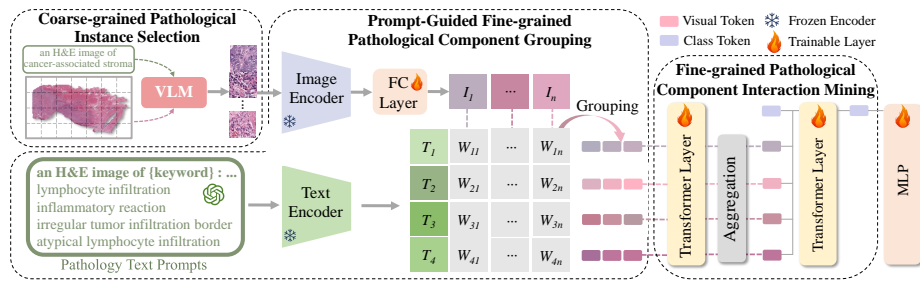 Coarse-grained Pathological
Instance Selection
an H&E image of
cancer-associated stroma
VLM
Prompt-Guided Fine-grained
Pathological Component Grouping
Image
Encoder
FC
Layer
I1 ... In
Grouping
T1 W11 ... W1n
T2 W21 ... W2n
T3 W31 ... W3n
T4 W41 ... W4n
an H&E image of {keyword} : ...
lymphocyte infiltration
inflammatory reaction
irregular tumor infiltration border
atypical lymphocyte infiltration
Pathology Text Prompts
Text
Encoder
Visual Token
Frozen Encoder
Class Token
Trainable Layer
Fine-grained Pathological
Component Interaction Mining
Transformer Layer
Aggregation
Transformer Layer
MLP